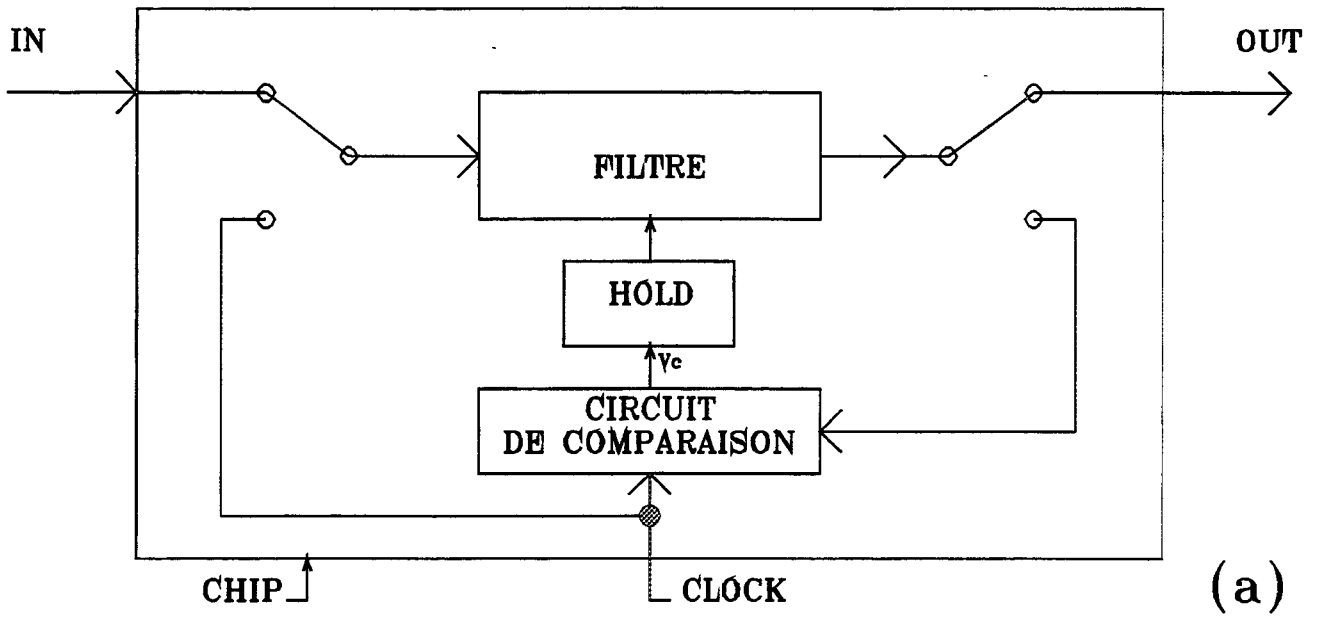 IN
OUT
FILTRE
HOLD
Vc
CIRCUIT
DE COMPARAISON
CHIP
CLOCK
(a)